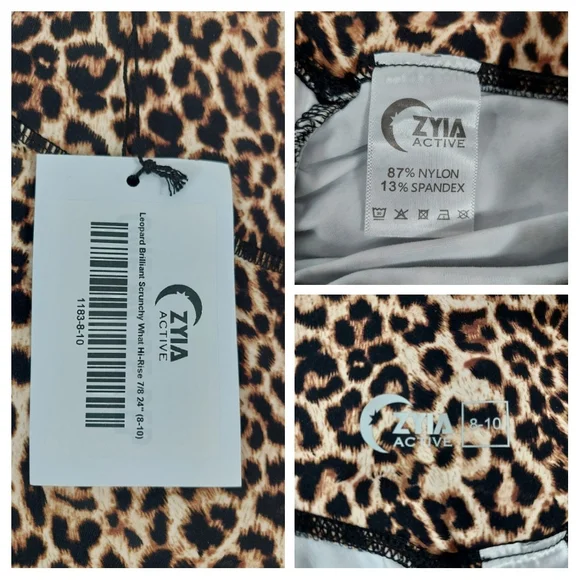 ZYIA
ACTIVE
Leopard Brilliant Scrunchy What Hi-Rise 7/8 24" (8-10)
1183-8-10
ZYIA
ACTIVE
87% NYLON
13% SPANDEX
ZYIA
ACTIVE
8-10